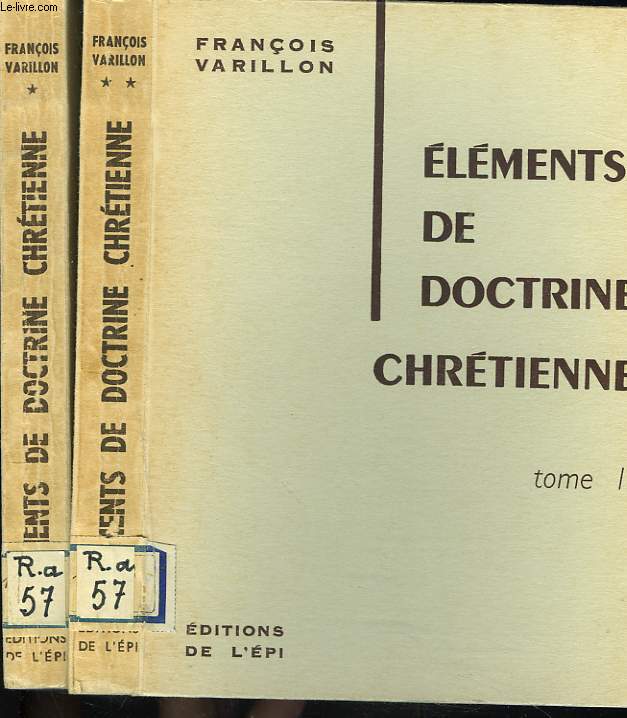 Le-livre.com
FRANÇOIS
VARILLON
★
ENTS DE DOCTRINE CHRÉTIENNE
R.a
57
EDITIONS
DE L'ÉPI
FRANÇOIS
VARILLON
★ ★
ENTS DE DOCTRINE CHRÉTIENNE
R.a
57
EDITIONS
DE L'ÉPI
FRANÇOIS
VARILLON
ÉLÉMENTS
DE
DOCTRINE
CHRÉTIENNE
tome I
ÉDITIONS
DE L'ÉPI